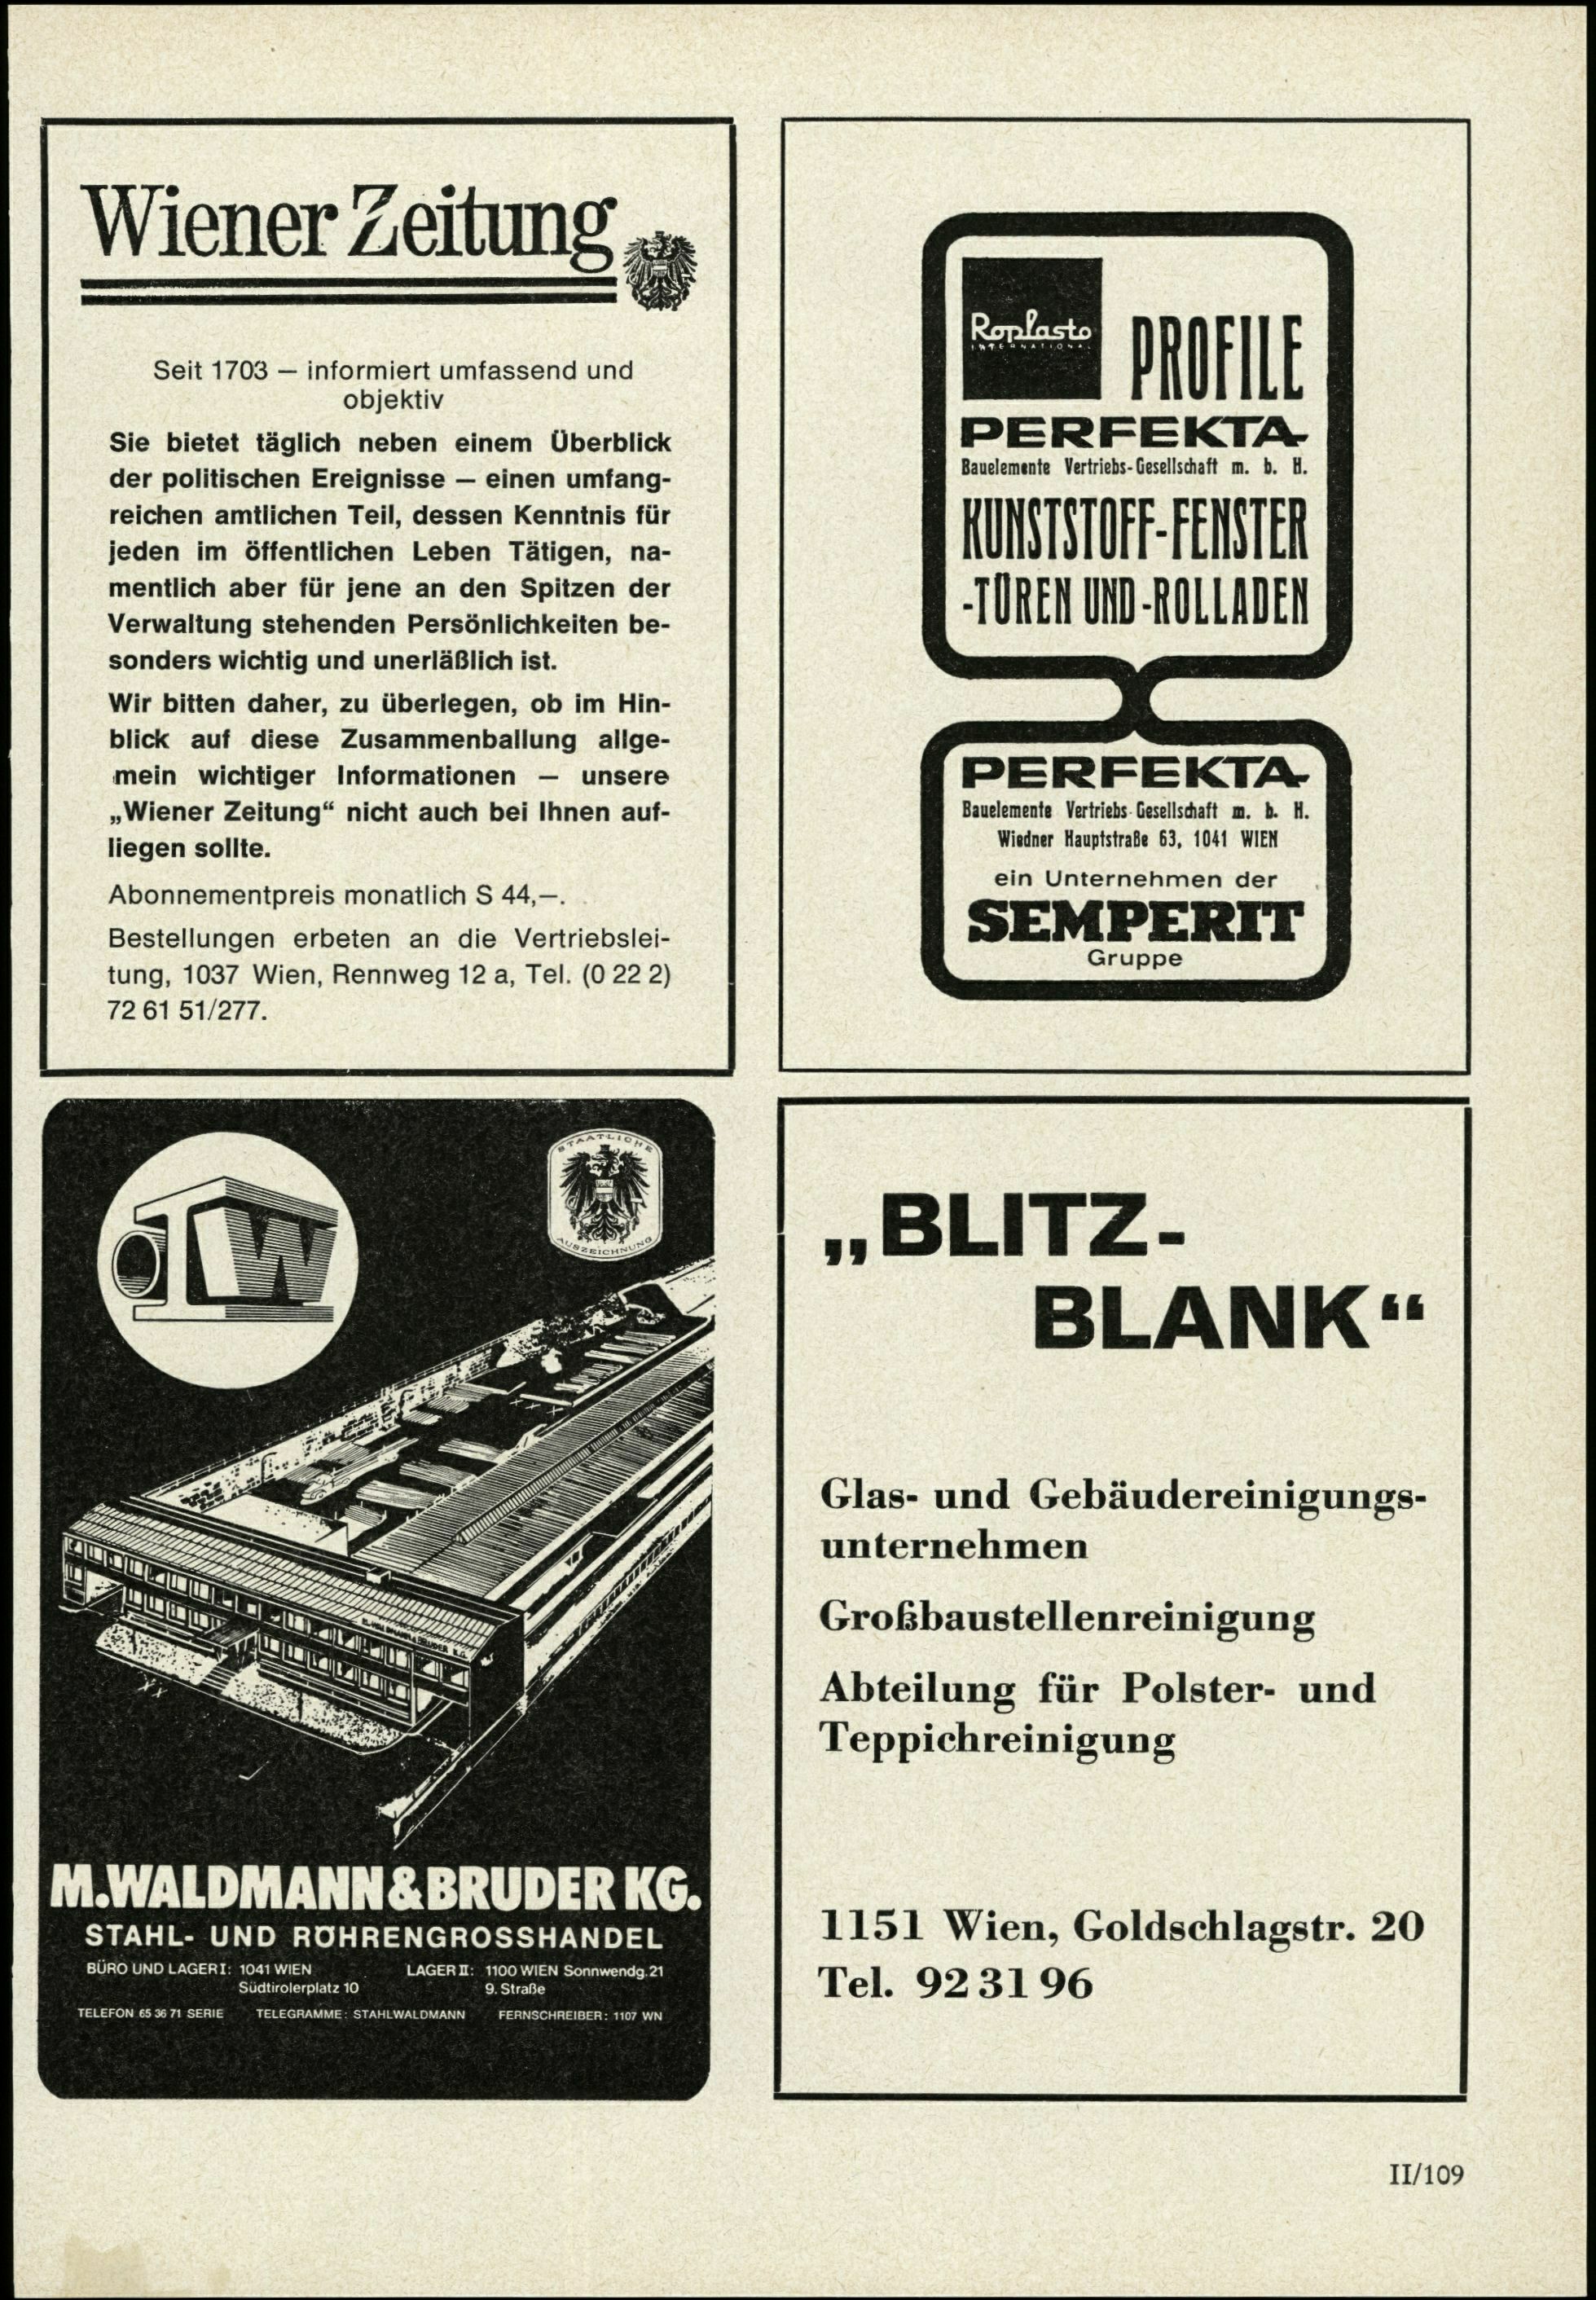 Wiener Zeitung
Seit 1703 — informiert umfassend und
objektiv
Sie bietet täglich neben einem Überblick
der politischen Ereignisse — einen umfang-
reichen amtlichen Teil, dessen Kenntnis für
jeden im öffentlichen Leben Tätigen, na-
mentlich aber für jene an den Spitzen der
Verwaltung stehenden Persönlichkeiten be-
sonders wichtig und unerläßlich ist.
Wir bitten daher, zu überlegen, ob im Hin-
blick auf diese Zusammenballung allge-
mein wichtiger Informationen — unsere
„Wiener Zeitung“ nicht auch bei Ihnen auf-
liegen sollte.
Abonnementpreis monatlich S 44,—.
Bestellungen erbeten an die Vertriebslei-
tung, 1037 Wien, Rennweg 12 a, Tel. (0 22 2)
72 61 51/277.
Roplasto
INTERNATIONAL
PROFILE
PERFEKTA
Bauelemente Vertriebs-Gesellschaft m. b. H.
KUNSTSTOFF-FENSTER
-TÜREN UND -ROLLADEN
PERFEKTA
Bauelemente Vertriebs-Gesellschaft m. b. H.
Wiedner Hauptstraße 63, 1041 WIEN
ein Unternehmen der
SEMPERIT
Gruppe
STAATLICHE
AUSZEICHNUNG
W
M. WALDMANN & BRUDER KG.
M.WALDMANN&BRUDER KG.
STAHL- UND RÖHRENGROSSHANDEL
BÜRO UND LAGER I: 1041 WIEN LAGER II: 1100 WIEN Sonnwendg.21
Südtirolerplatz 10 9. Straße
TELEFON 65 36 71 SERIE TELEGRAMME: STAHLWALDMANN FERNSCHREIBER: 1107 WN
„BLITZ-
BLANK“
Glas- und Gebäudereinigungs-
unternehmen
Großbaustellenreinigung
Abteilung für Polster- und
Teppichreinigung
1151 Wien, Goldschlagstr. 20
Tel. 92 31 96
II/109